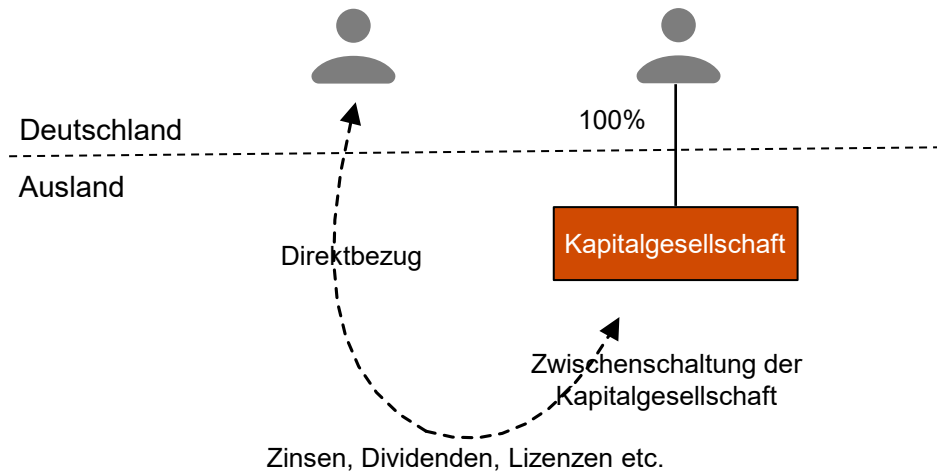 Deutschland
100%
Ausland
Kapitalgesellschaft
Direktbezug
Zwischenschaltung der
Kapitalgesellschaft
Zinsen, Dividenden, Lizenzen etc.